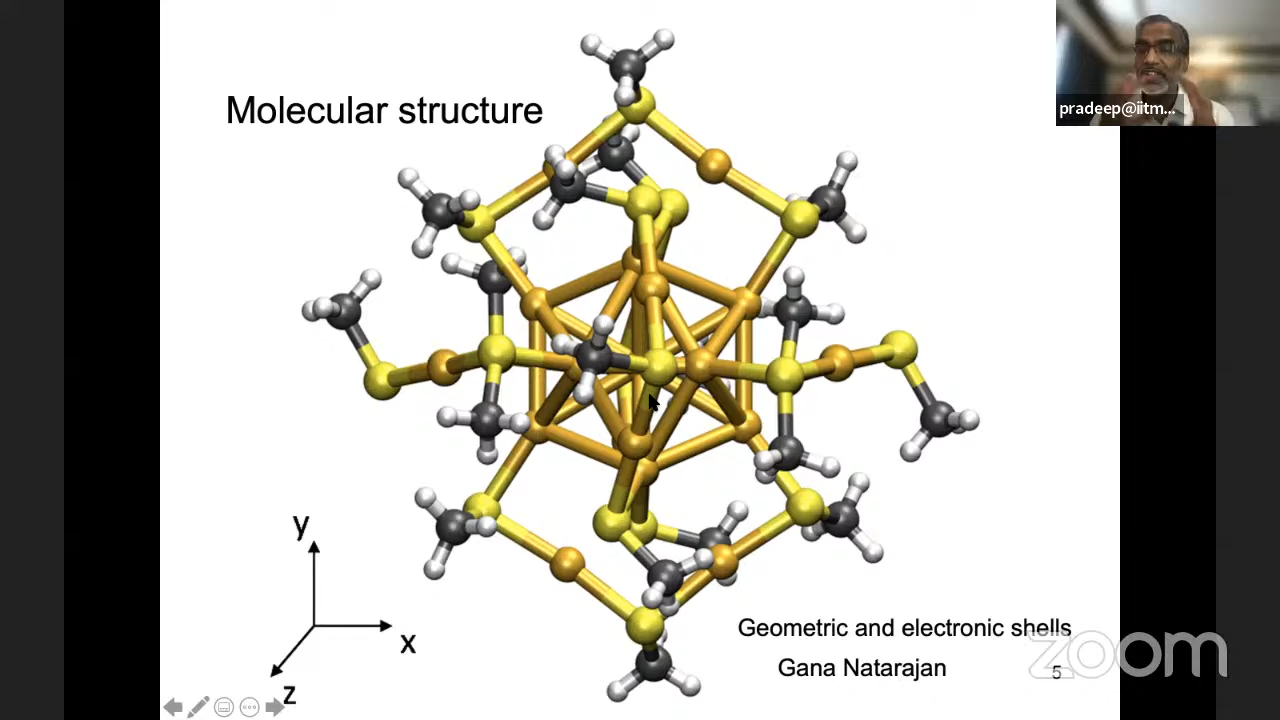 pradeep@iitm...
Molecular structure
y
x
z
Geometric and electronic shells
Gana Natarajan
5
zoom